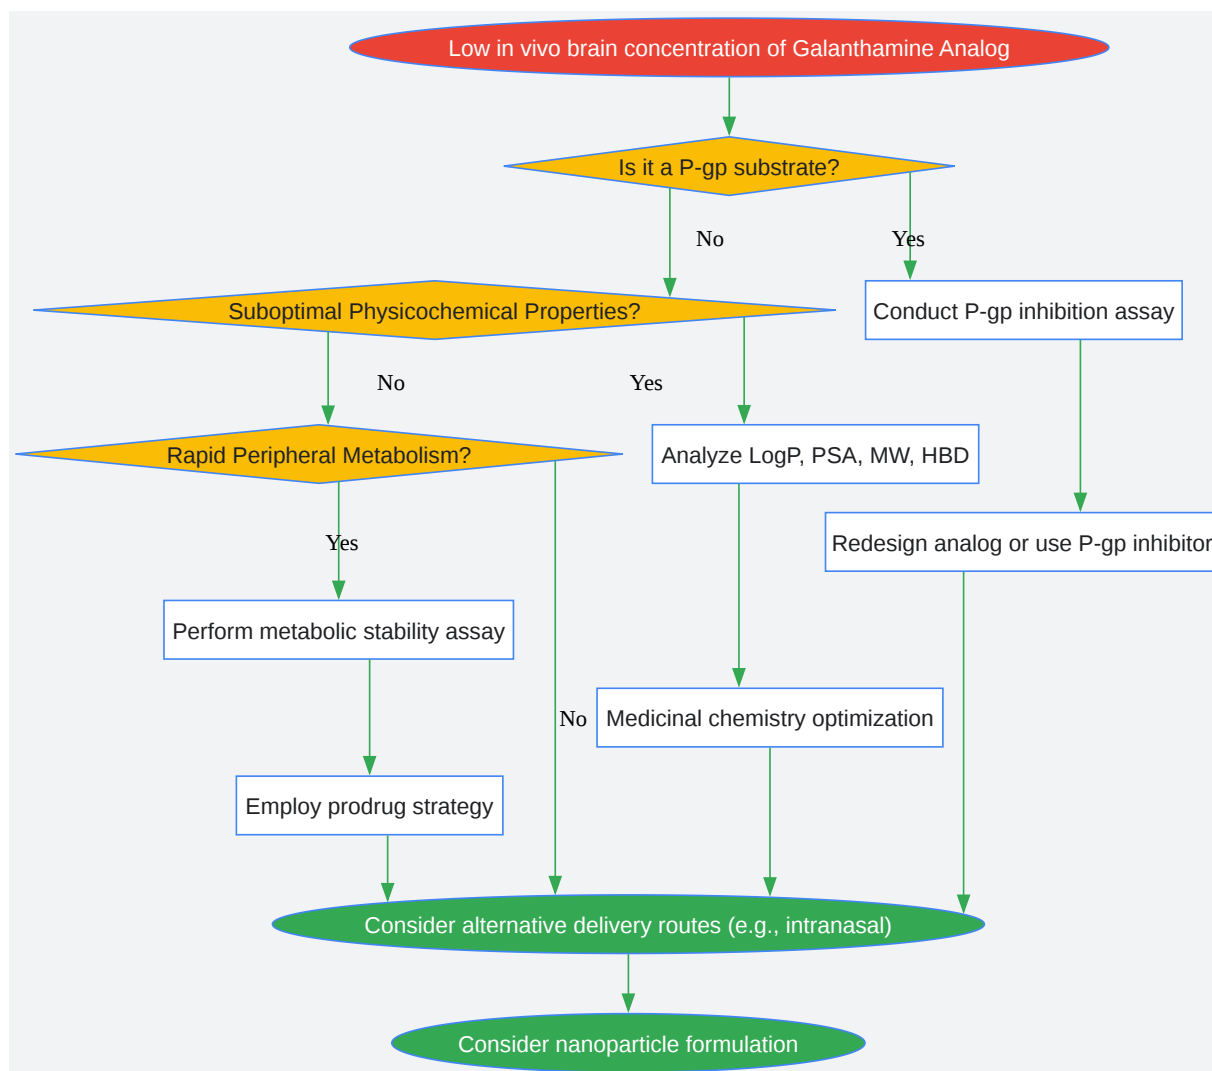 Low in vivo brain concentration of Galanthamine Analog
Is it a P-gp substrate?
No
Yes
Suboptimal Physicochemical Properties?
Conduct P-gp inhibition assay
No
Yes
Rapid Peripheral Metabolism?
Analyze LogP, PSA, MW, HBD
Yes
Redesign analog or use P-gp inhibitor
Perform metabolic stability assay
No
Medicinal chemistry optimization
Employ prodrug strategy
Consider alternative delivery routes (e.g., intranasal)
Consider nanoparticle formulation